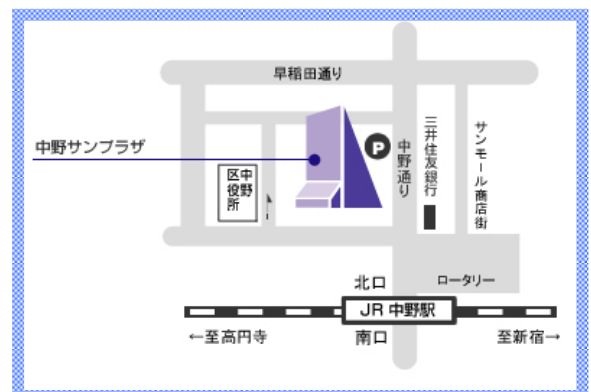 早稲田通り
中野サンプラザ
P
中野通り
三井住友銀行
サンモール商店街
中野
区役所
北口
ロータリー
JR 中野駅
←至高円寺
南口
至新宿→